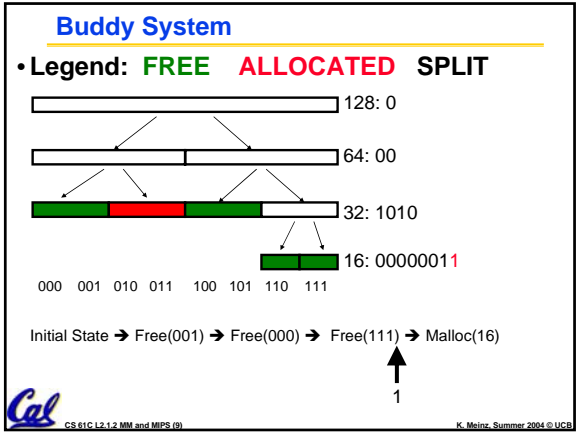 Buddy System
• Legend: FREE ALLOCATED SPLIT
128: 0
64: 00
32: 1010
16: 00000011
000 001 010 011 100 101 110 111
Initial State ➔ Free(001) ➔ Free(000) ➔ Free(111) ➔ Malloc(16)
1
Cal
CS 61C L2.1.2 MM and MIPS (9)
K. Meinz, Summer 2004 © UCB